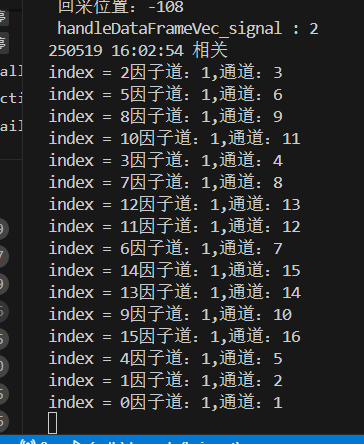 回采位置：-108
handleDataFrameVec_signal : 2
250519 16:02:54 相关
index = 2因子道：1,通道：3
index = 5因子道：1,通道：6
index = 8因子道：1,通道：9
index = 10因子道：1,通道：11
index = 3因子道：1,通道：4
index = 7因子道：1,通道：8
index = 12因子道：1,通道：13
index = 11因子道：1,通道：12
index = 6因子道：1,通道：7
index = 14因子道：1,通道：15
index = 13因子道：1,通道：14
index = 9因子道：1,通道：10
index = 15因子道：1,通道：16
index = 4因子道：1,通道：5
index = 1因子道：1,通道：2
index = 0因子道：1,通道：1